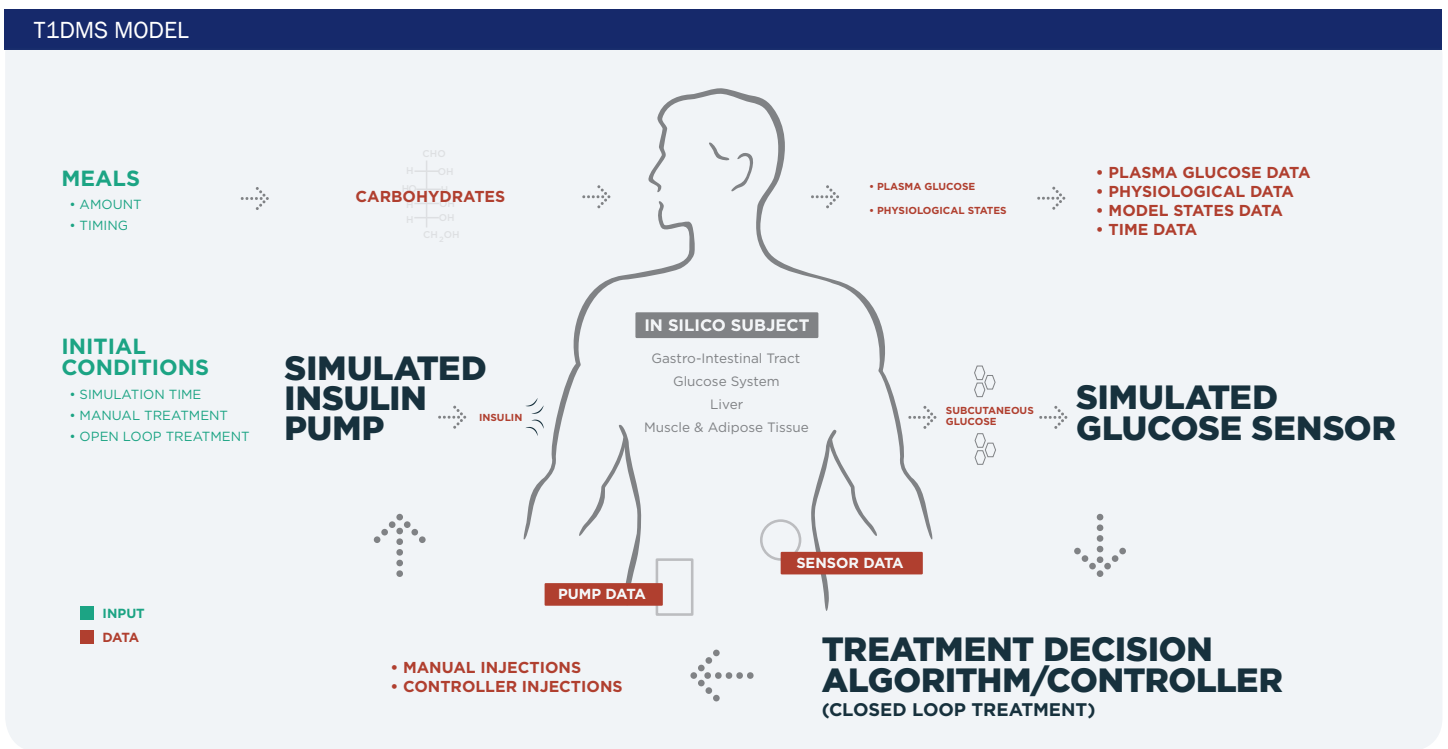 T1DMS MODEL
MEALS
• AMOUNT
• TIMING
CHO
H OH
HO
CARBOHYDRATES
H OH
H OH
CH2OH
• PLASMA GLUCOSE
• PHYSIOLOGICAL STATES
• PLASMA GLUCOSE DATA
• PHYSIOLOGICAL DATA
• MODEL STATES DATA
• TIME DATA
INITIAL
CONDITIONS
• SIMULATION TIME
• MANUAL TREATMENT
• OPEN LOOP TREATMENT
SIMULATED
INSULIN
PUMP
INSULIN
IN SILICO SUBJECT
Gastro-Intestinal Tract
Glucose System
Liver
Muscle & Adipose Tissue
SUBCUTANEOUS
GLUCOSE
SIMULATED
GLUCOSE SENSOR
SENSOR DATA
PUMP DATA
INPUT
DATA
• MANUAL INJECTIONS
• CONTROLLER INJECTIONS
TREATMENT DECISION
ALGORITHM/CONTROLLER
(CLOSED LOOP TREATMENT)